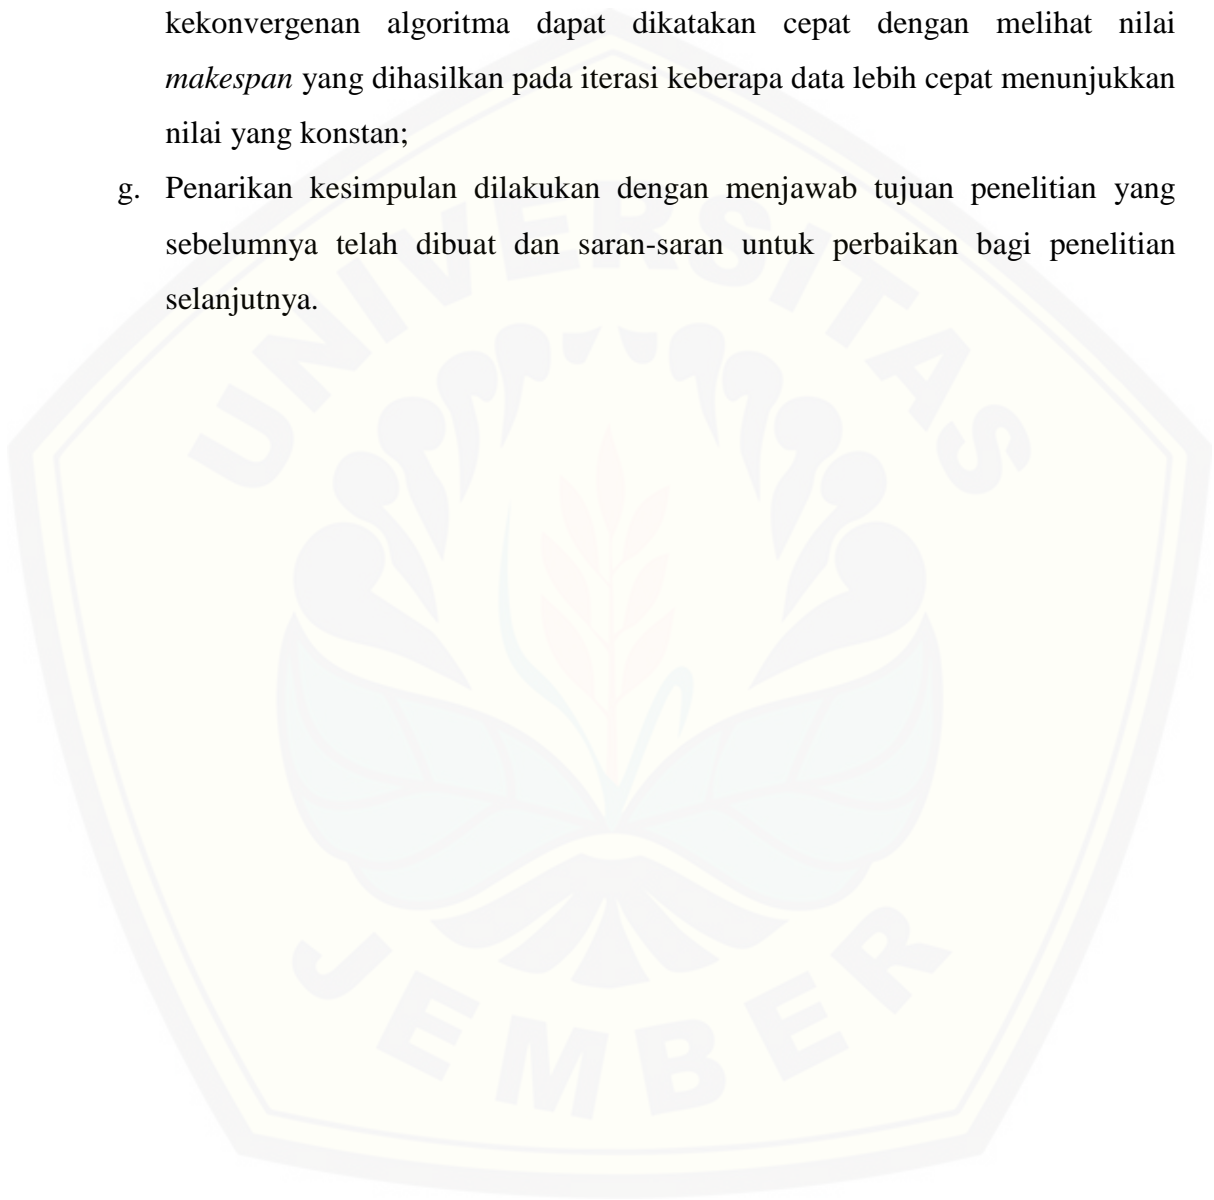 kekonvergenan algoritma dapat dikatakan cepat dengan melihat nilai
makespan yang dihasilkan pada iterasi keberapa data lebih cepat menunjukkan
nilai yang konstan;
g. Penarikan kesimpulan dilakukan dengan menjawab tujuan penelitian yang
sebelumnya telah dibuat dan saran-saran untuk perbaikan bagi penelitian
selanjutnya.
UNIVERSITAS
JEMBER